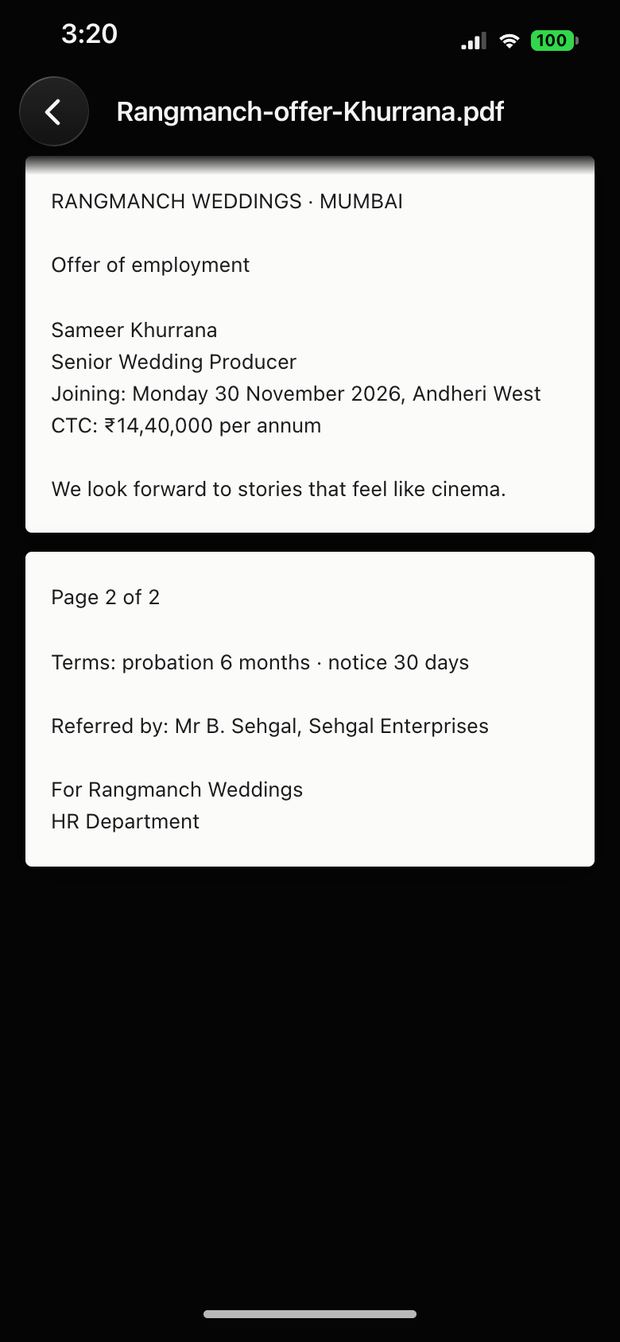 3:20
100
Rangmanch-offer-Khurrana.pdf
RANGMANCH WEDDINGS · MUMBAI
Offer of employment
Sameer Khurrana
Senior Wedding Producer
Joining: Monday 30 November 2026, Andheri West
CTC: ₹14,40,000 per annum
We look forward to stories that feel like cinema.
Page 2 of 2
Terms: probation 6 months · notice 30 days
Referred by: Mr B. Sehgal, Sehgal Enterprises
For Rangmanch Weddings
HR Department